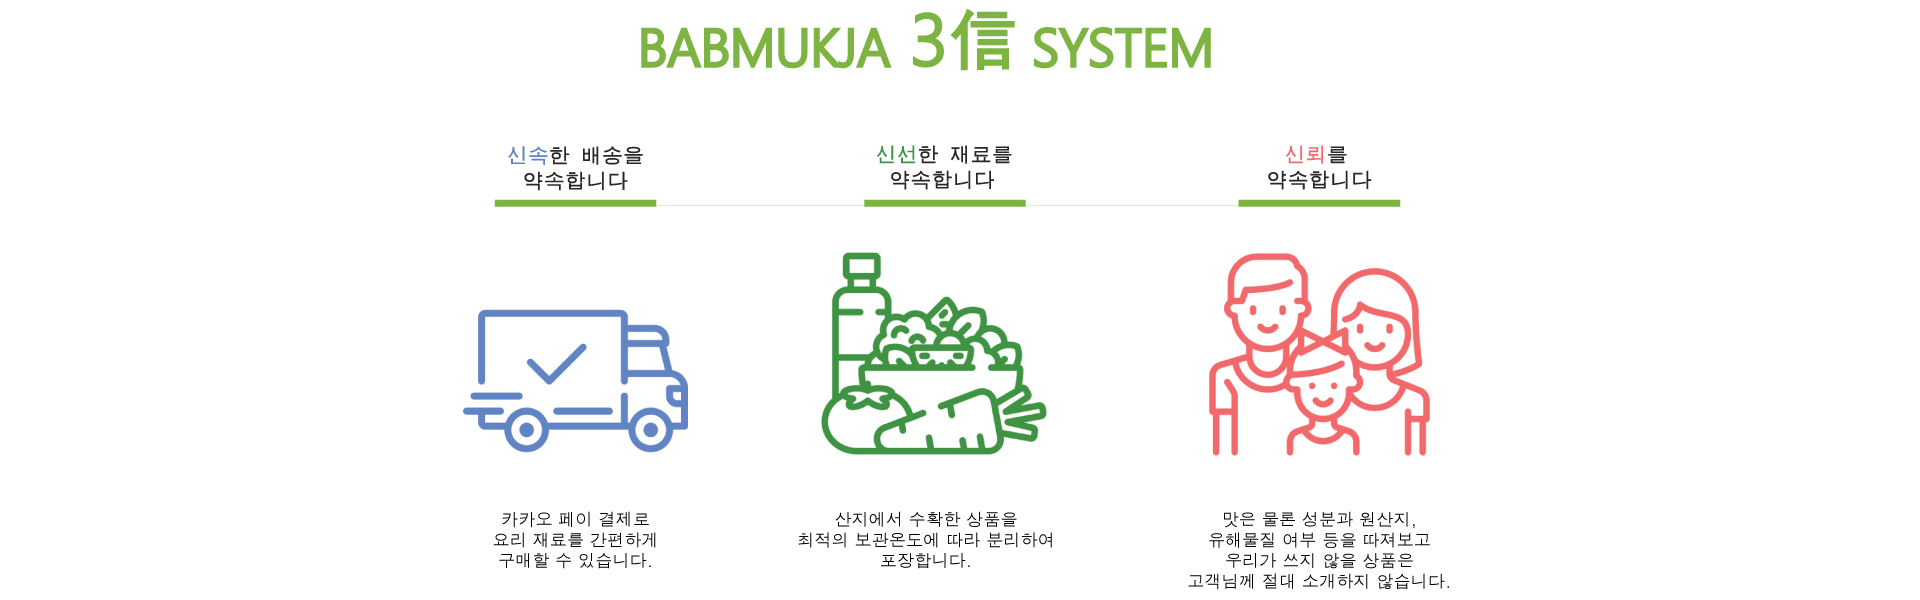 BABMUKJA 3信 SYSTEM
신속한 배송을
약속합니다
신선한 재료를
약속합니다
신뢰를
약속합니다
카카오 페이 결제로
요리 재료를 간편하게
구매할 수 있습니다.
산지에서 수확한 상품을
최적의 보관온도에 따라 분리하여
포장합니다.
맛은 물론 성분과 원산지,
유해물질 여부 등을 따져보고
우리가 쓰지 않을 상품은
고객님께 절대 소개하지 않습니다.